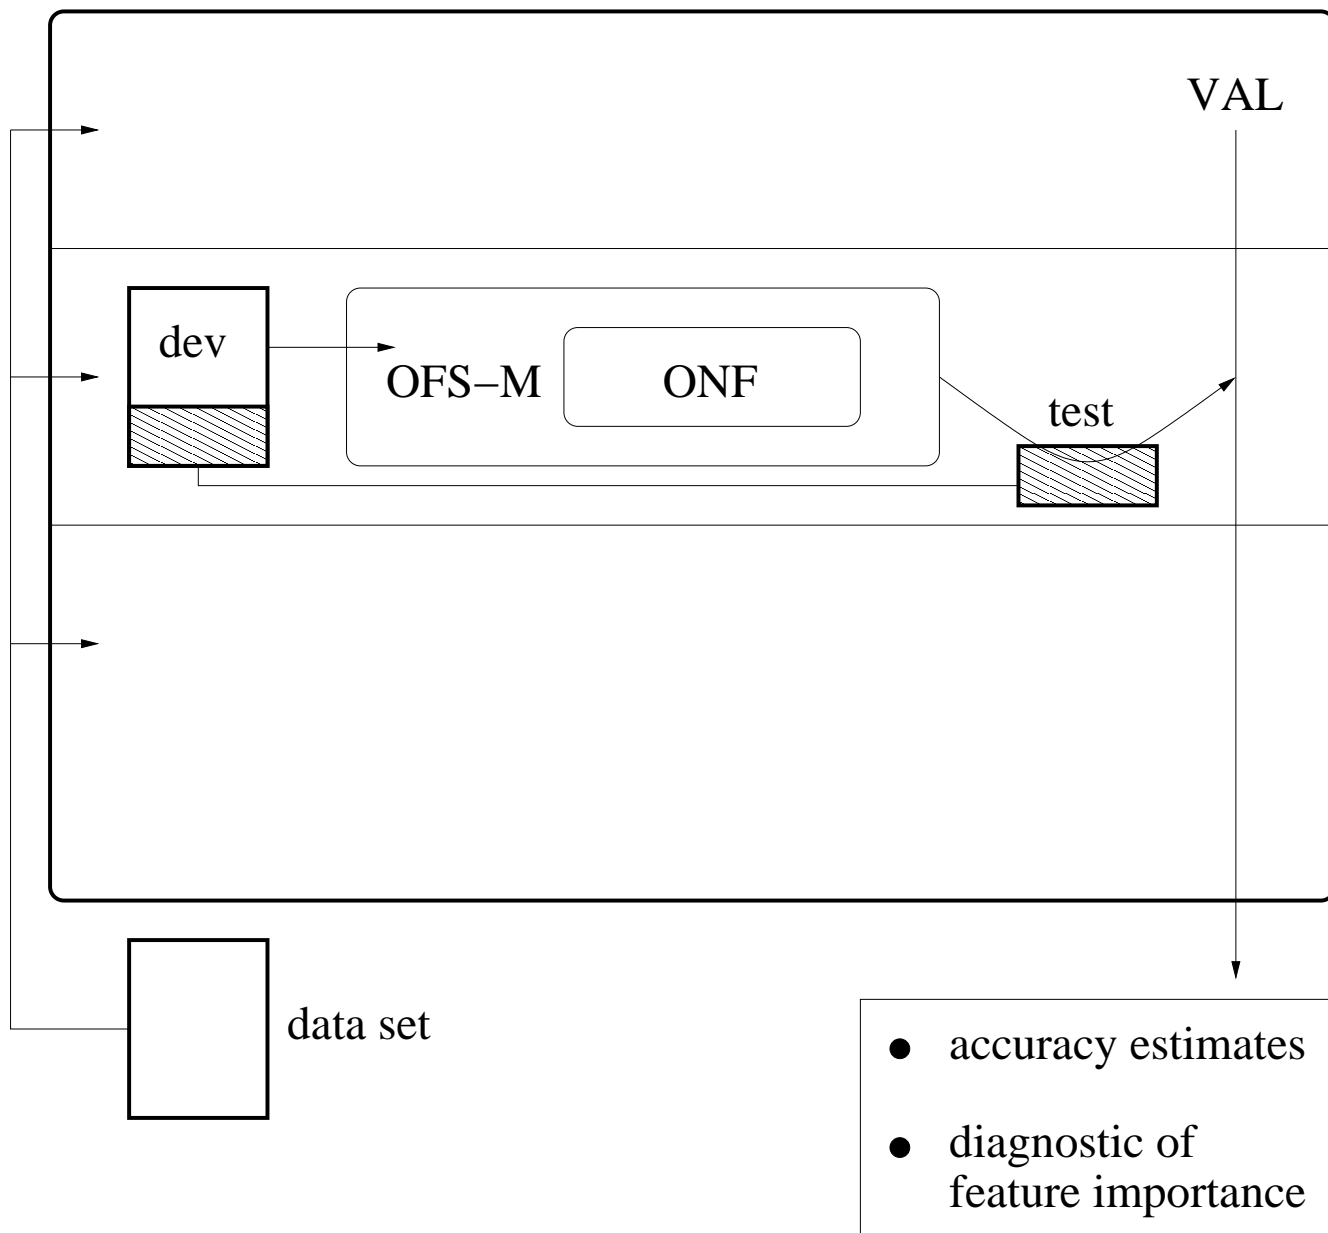 VAL
dev
OFS−M
ONF
test
data set
● accuracy estimates
● diagnostic of
feature importance